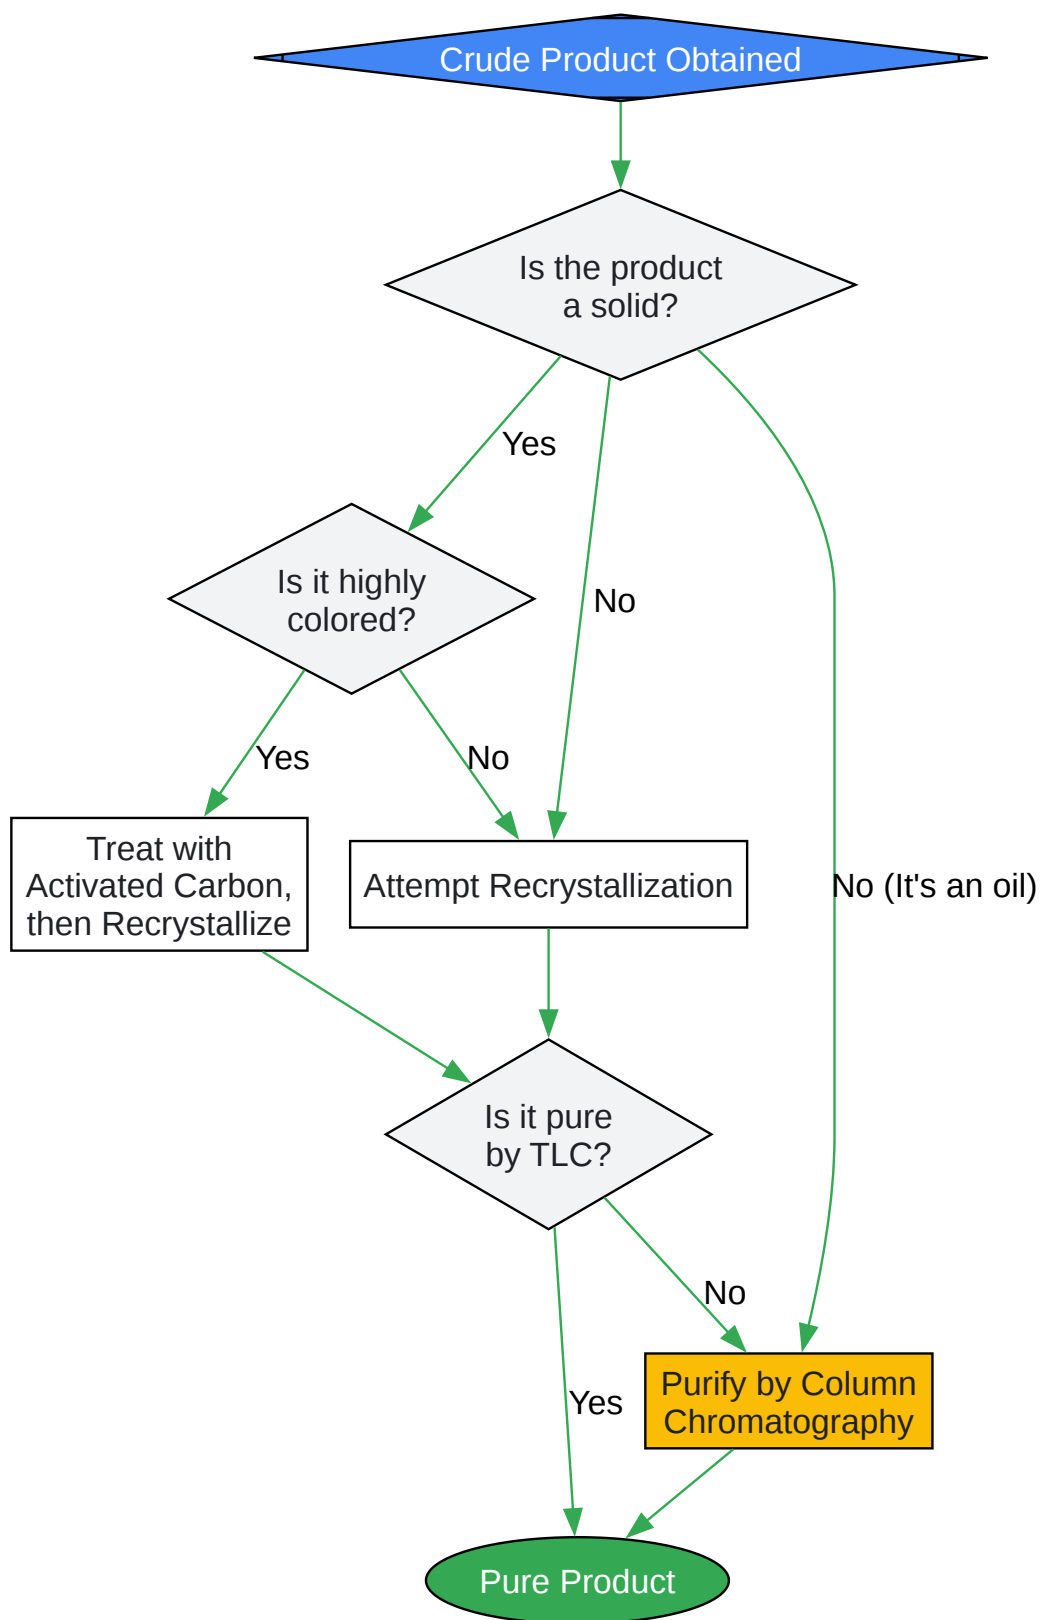 Crude Product Obtained
Is the product
a solid?
Yes
No
Is it highly
colored?
Yes
No
Treat with
Activated Carbon,
then Recrystallize
Attempt Recrystallization
No (It's an oil)
Is it pure
by TLC?
No
Yes
Purify by Column
Chromatography
Pure Product